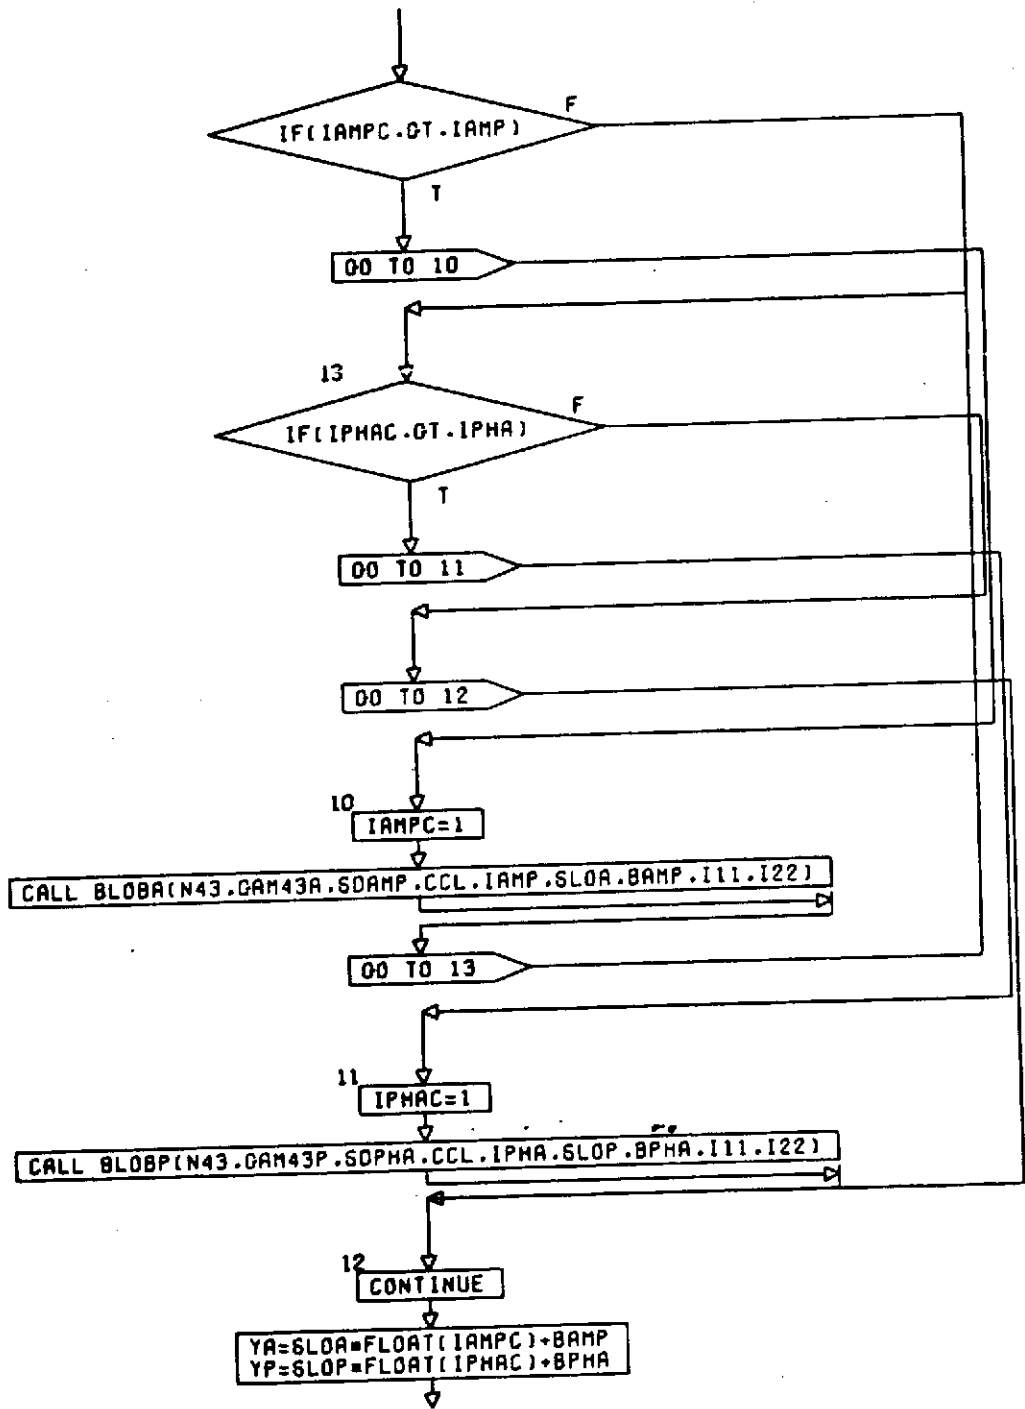 F
IF(IAMPC.GT.IAMP)
T
GO TO 10
13
F
IF(IPHAC.GT.IPHA)
T
GO TO 11
GO TO 12
10
IAMPC=1
CALL BLOBA(N43.GAM43A.SDAMP.CCL.IAMP.SLOA.BAMP.I11.I22)
GO TO 13
11
IPHAC=1
CALL BLOBP(N43.GAM43P.SDPHA.CCL.IPHA.SLOP.BPHA.I11.I22)
12
CONTINUE
YA=SLOA*FLOAT(IAMPC)+BAMP
YP=SLOP*FLOAT(IPHAC)+BPHA